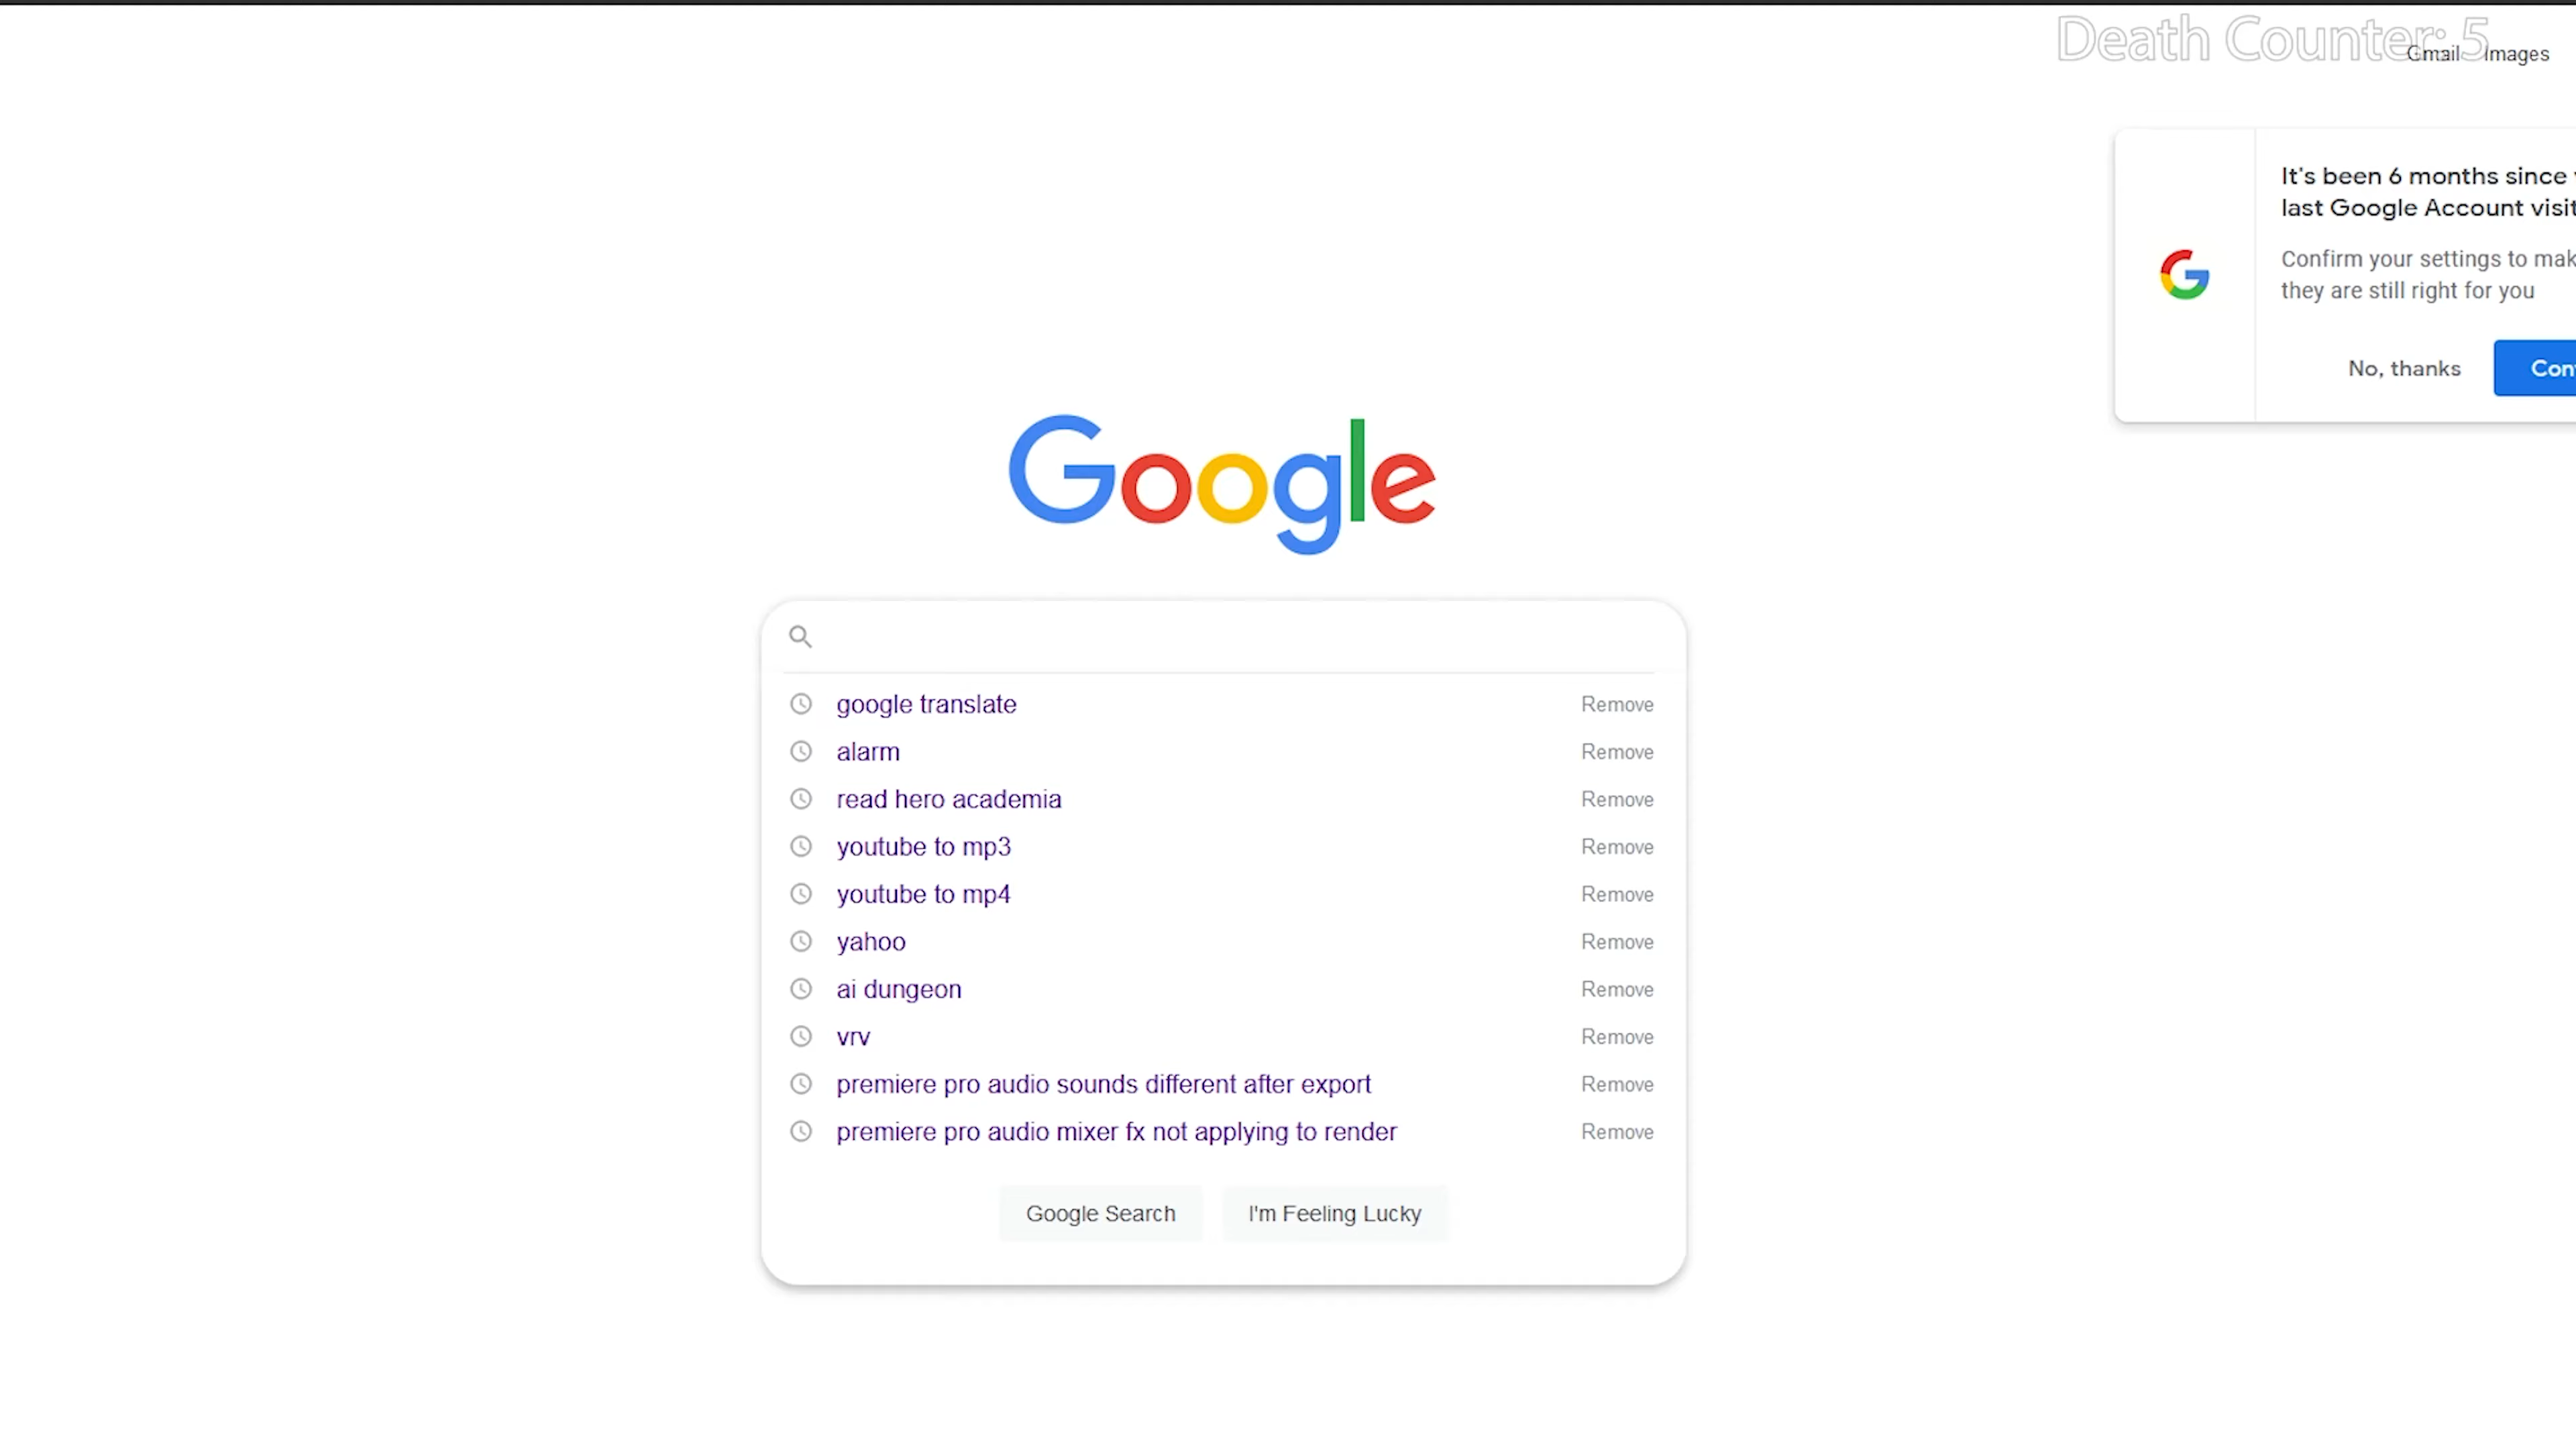 Death Counter: 5
Gmail Images
It's been 6 months since
last Google Account visit
Confirm your settings to mak
they are still right for you
No, thanks
Con
Google
google translate Remove
alarm Remove
read hero academia Remove
youtube to mp3 Remove
youtube to mp4 Remove
yahoo Remove
ai dungeon Remove
vrv Remove
premiere pro audio sounds different after export Remove
premiere pro audio mixer fx not applying to render Remove
Google Search I'm Feeling Lucky